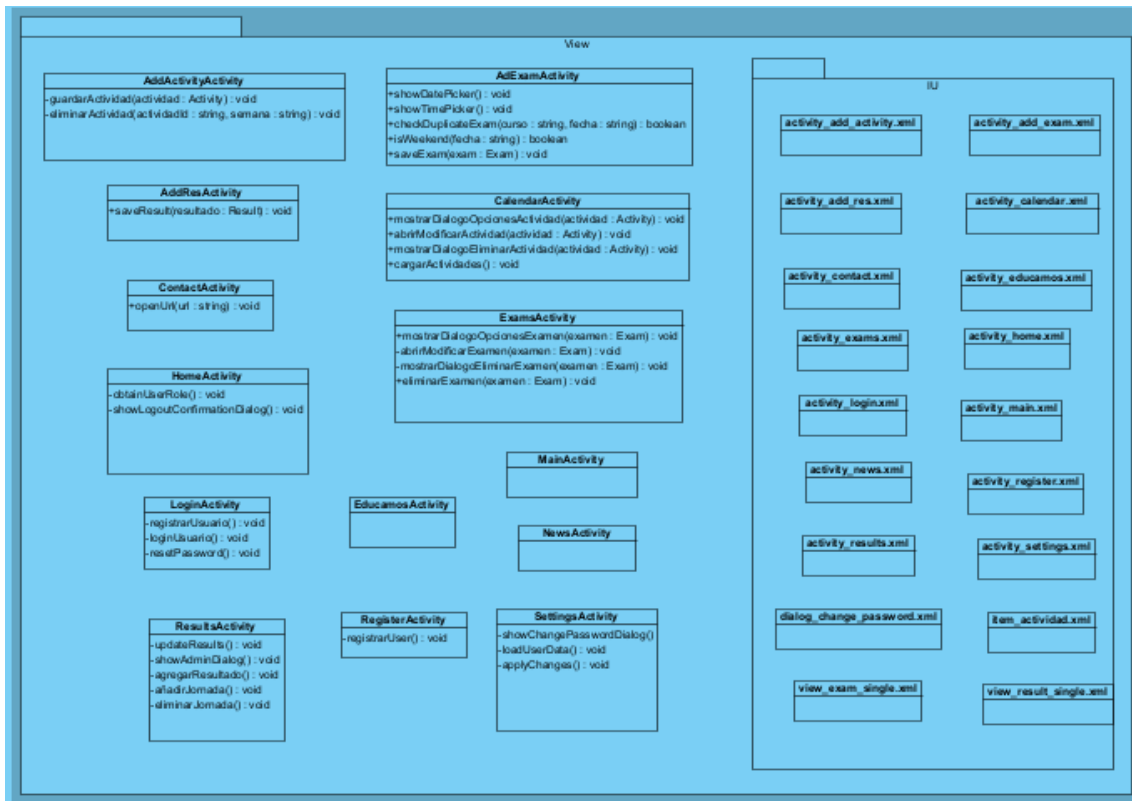 View
AddActivityActivity
-guardarActividad(actividad : Activity) : void
-eliminarActividad(actividadId : string, semana : string) : void
AdExamActivity
+showDatePicker() : void
+showTimePicker() : void
+checkDuplicateExam(curso : string, fecha : string) : boolean
+isWeekend(fecha : string) : boolean
+saveExam(exam : Exam) : void
AddResActivity
+saveResult(resultado : Result) : void
CalendarActivity
+mostrarDialogoOpcionesActividad(actividad : Activity) : void
+abrirModificarActividad(actividad : Activity) : void
+mostrarDialogoEliminarActividad(actividad : Activity) : void
+cargarActividades() : void
ContactActivity
+openUrl(url : string) : void
ExamsActivity
+mostrarDialogoOpcionesExamen(examen : Exam) : void
-abrirModificarExamen(examen : Exam) : void
-mostrarDialogoEliminarExamen(examen : Exam) : void
+eliminarExamen(examen : Exam) : void
HomeActivity
-obtainUserRole() : void
-showLogoutConfirmationDialog() : void
MainActivity
LoginActivity
-registrarUsuario() : void
-loginUsuario() : void
-resetPassword() : void
EducamosActivity
NewsActivity
ResultsActivity
-updateResults() : void
-showAdminDialog() : void
-agregarResultado() : void
-añadirJornada() : void
-eliminarJornada() : void
RegisterActivity
-registrarUser() : void
SettingsActivity
-showChangePasswordDialog()
-loadUserData() : void
-applyChanges() : void
IU
activity_add_activity.xml
activity_add_exam.xml
activity_add_res.xml
activity_calendar.xml
activity_contact.xml
activity_educamos.xml
activity_exams.xml
activity_home.xml
activity_login.xml
activity_main.xml
activity_news.xml
activity_register.xml
activity_results.xml
activity_settings.xml
dialog_change_password.xml
item_actividad.xml
view_exam_single.xml
view_result_single.xml